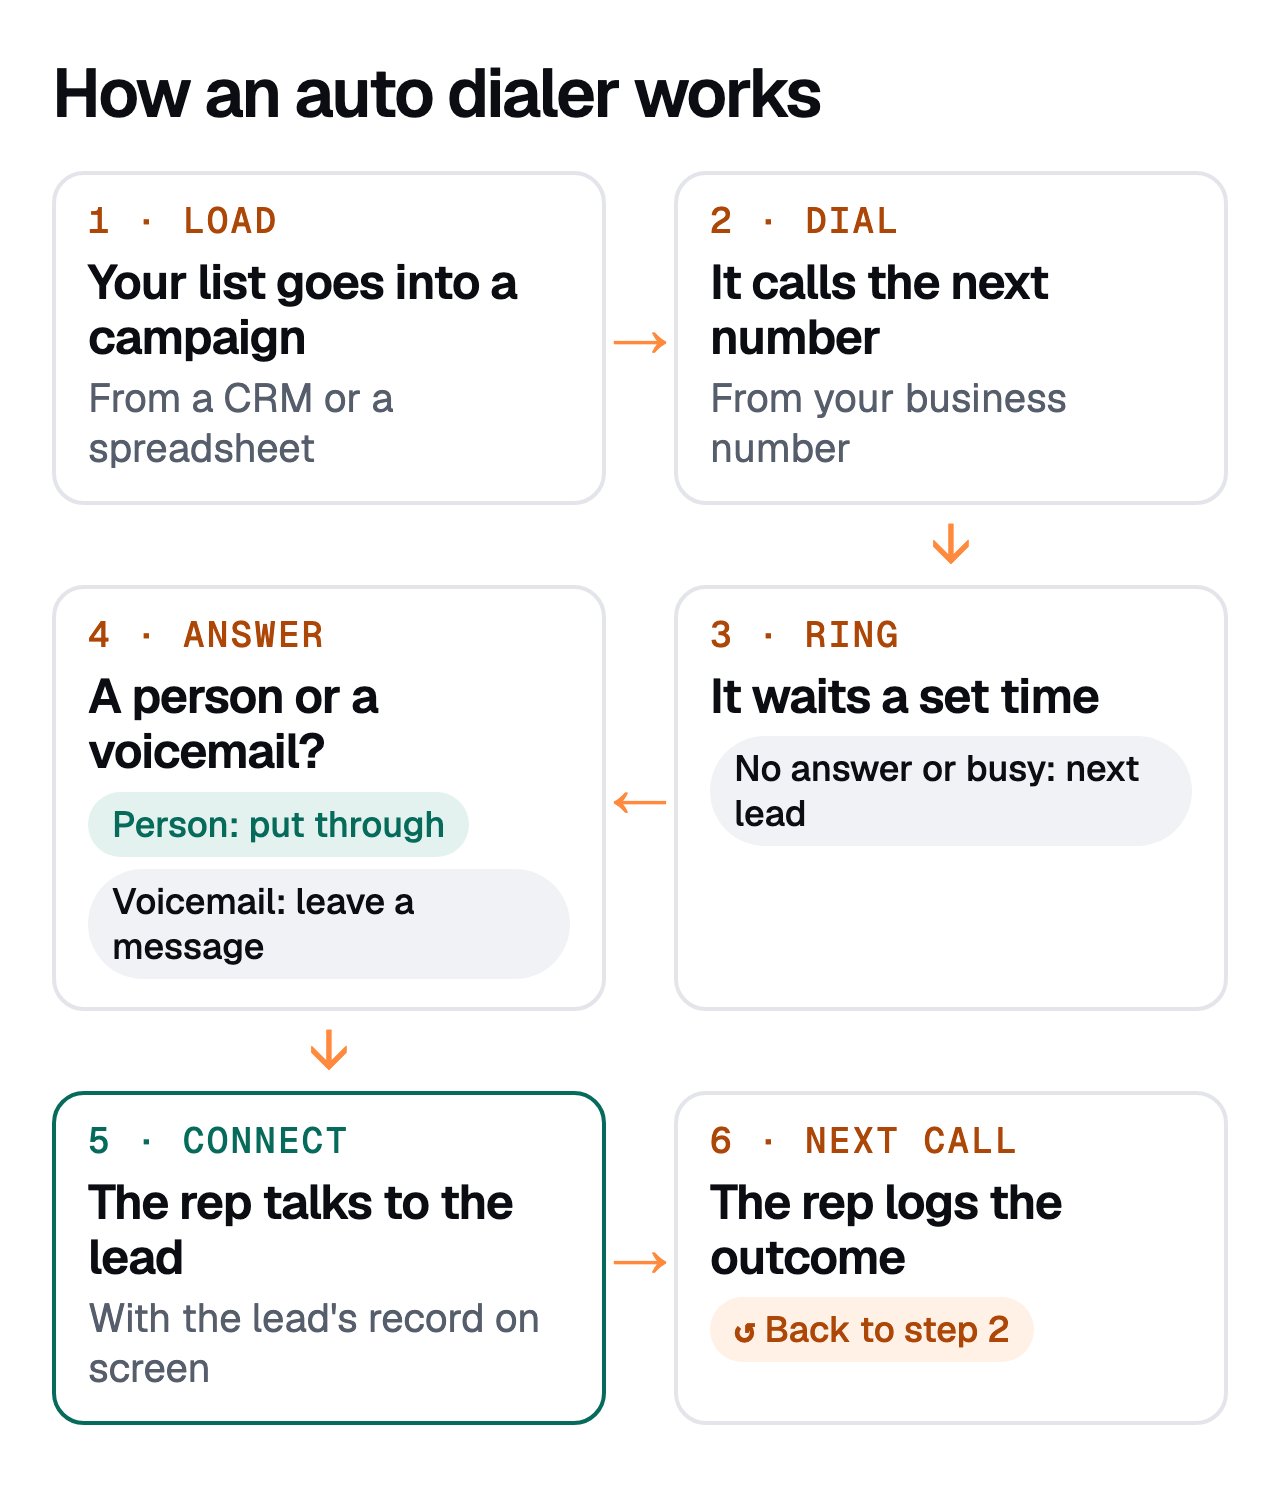 How an auto dialer works
1 · LOAD
Your list goes into a
campaign
From a CRM or a
spreadsheet
→
2 · DIAL
It calls the next
number
From your business
number
↓
3 · RING
It waits a set time
No answer or busy: next
lead
←
4 · ANSWER
A person or a
voicemail?
Person: put through
Voicemail: leave a
message
↓
5 · CONNECT
The rep talks to the
lead
With the lead's record on
screen
→
6 · NEXT CALL
The rep logs the
outcome
↺ Back to step 2